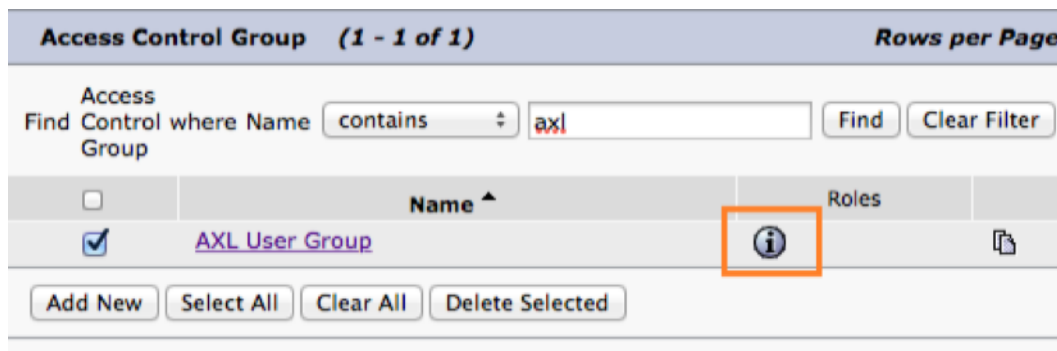 Access Control Group (1 - 1 of 1) Rows per Page
Access
Find Control where Name contains axl Find Clear Filter
Group
Name Roles
AXL User Group
Add New Select All Clear All Delete Selected